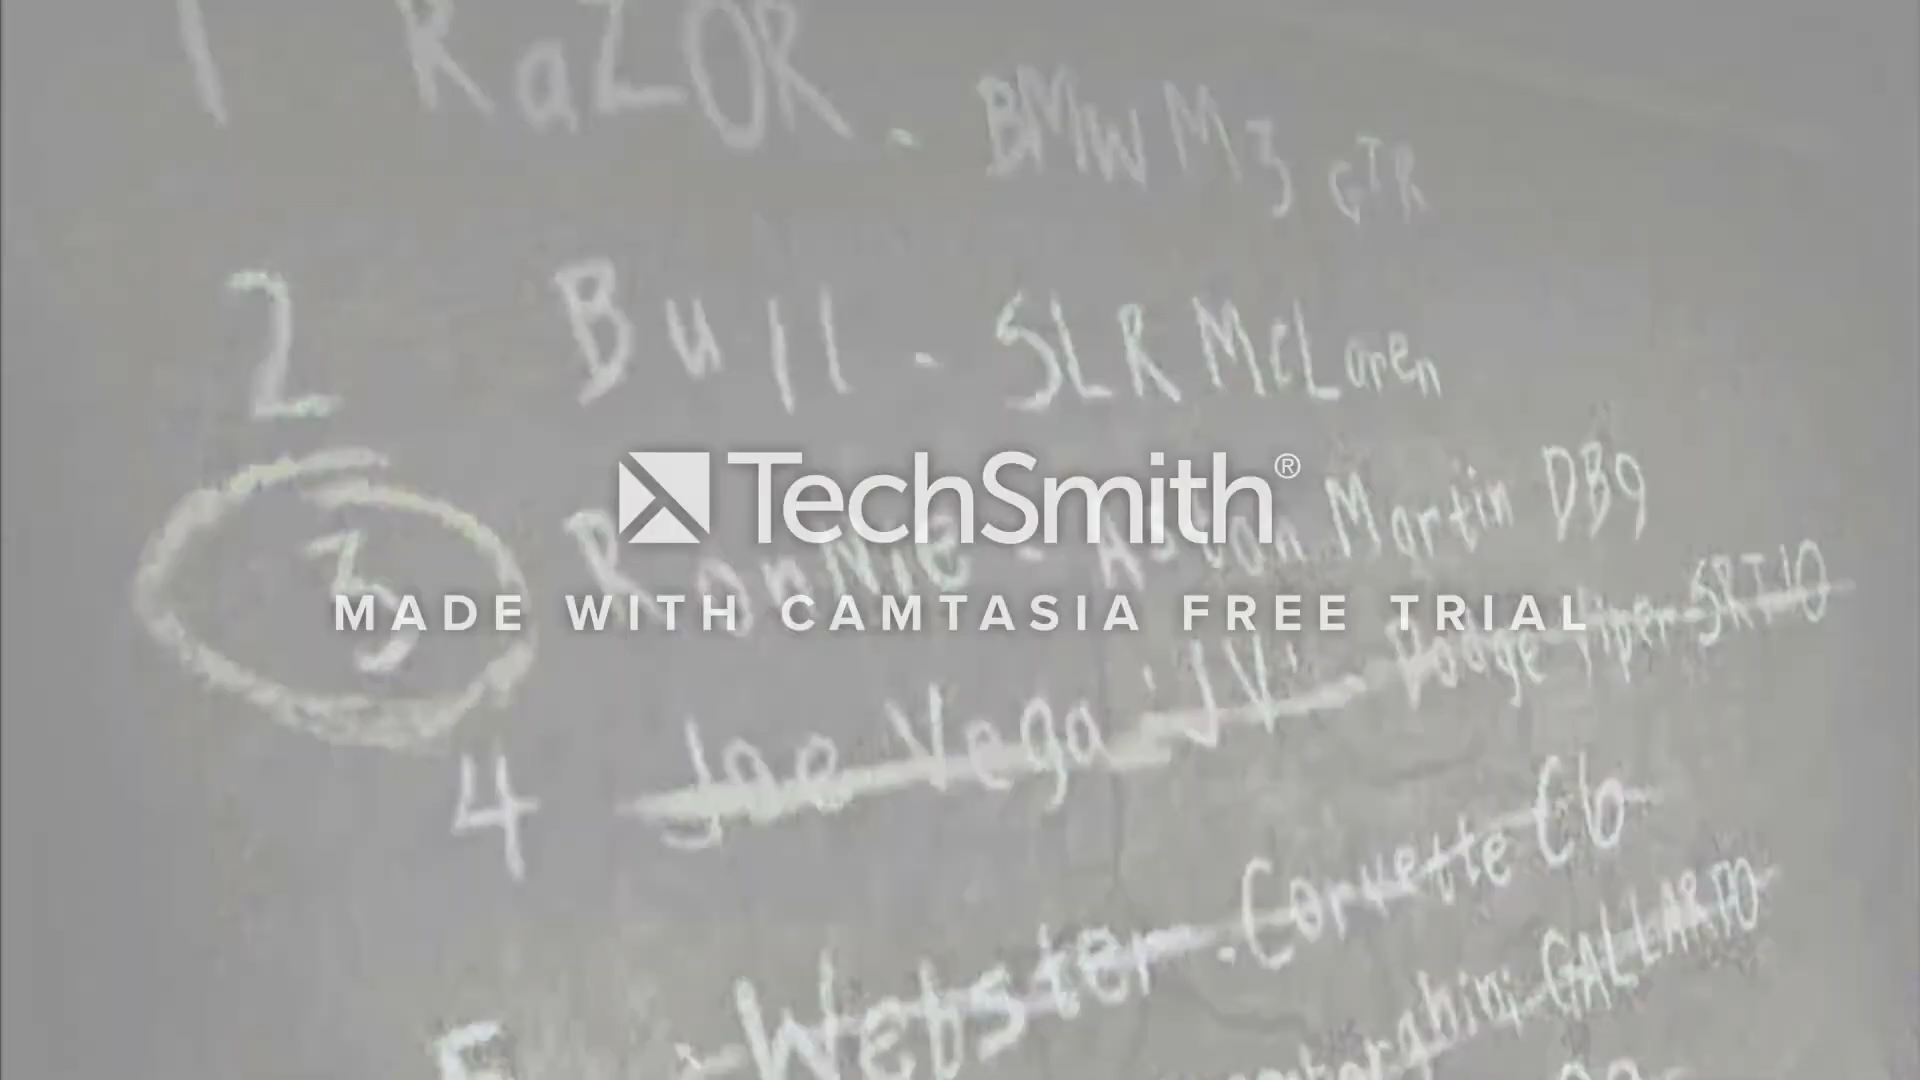 1 RaZOR - BMW M3 GTR
2 Bull - SLR McLaren
TechSmith®
3 Ronnie - Aston Martin DB9
MADE WITH CAMTASIA FREE TRIAL
4 Joe Vega 'JV' - Dodge Viper SRT10
5 - Webster - Corvette C6
GALLARDO